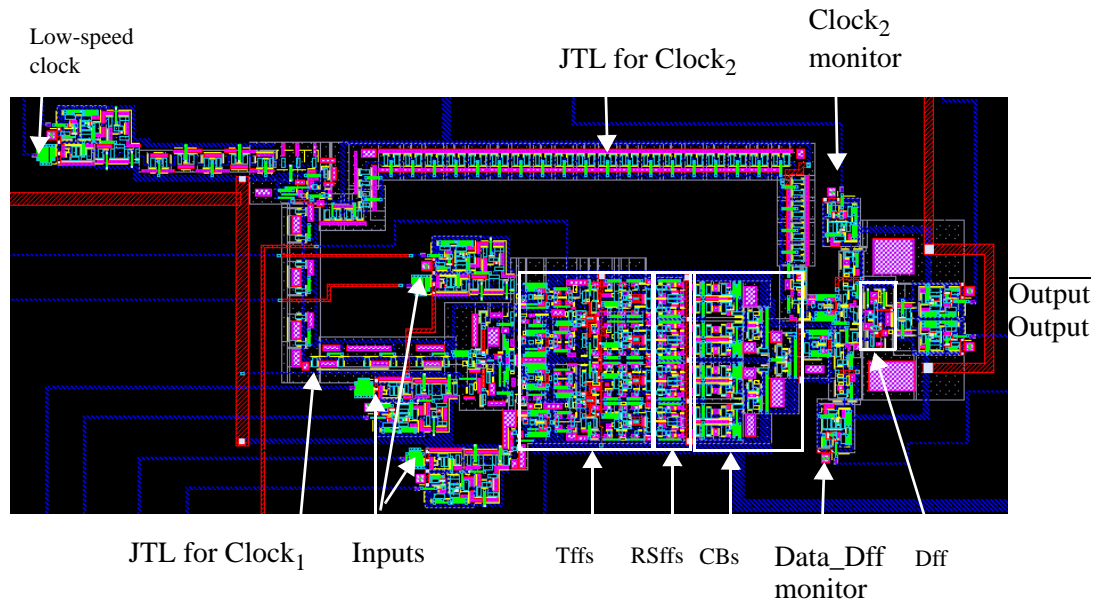 Low-speed
clock
JTL for Clock₂
Clock₂
monitor
Output
Output
JTL for Clock₁
Inputs
Tffs
RSffs
CBs
Data_Dff
monitor
Dff